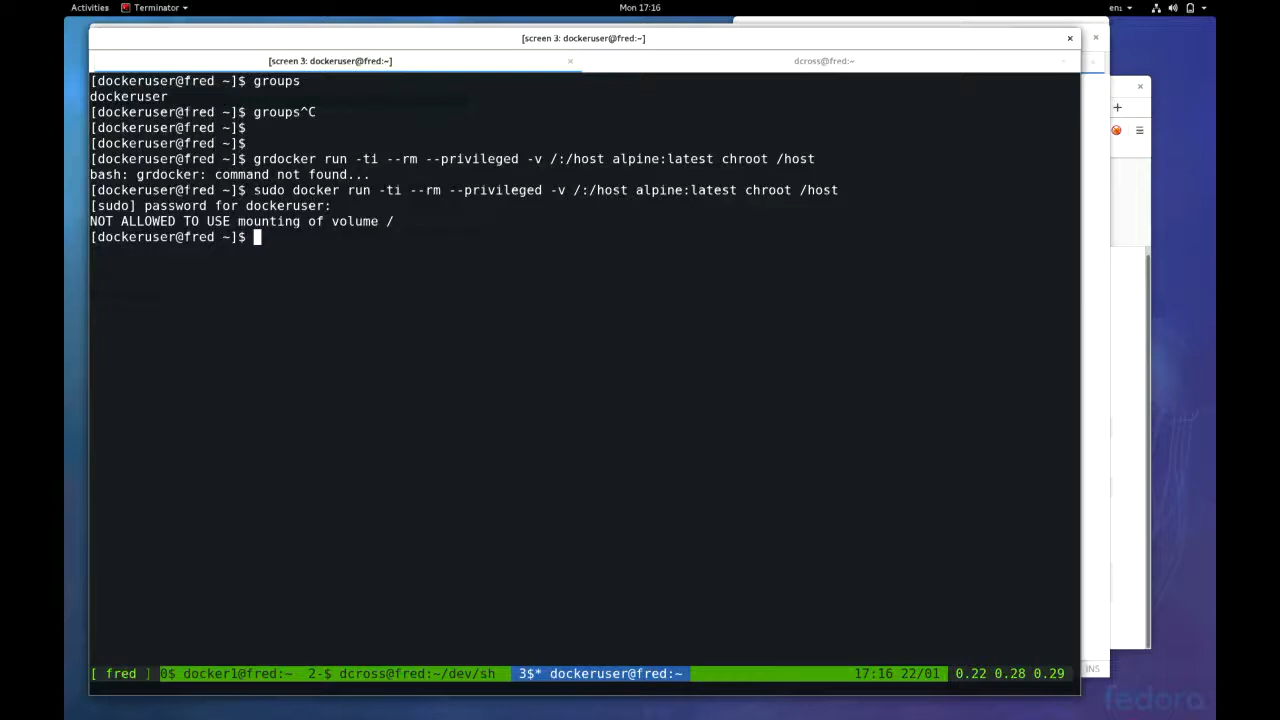 Activities Terminator Mon 17:16 en₁
[screen 3: dockeruser@fred:~]
[screen 3: dockeruser@fred:~] dcross@fred:~
[dockeruser@fred ~]$ groups
dockeruser
[dockeruser@fred ~]$ groups^C
[dockeruser@fred ~]$
[dockeruser@fred ~]$
[dockeruser@fred ~]$ grdocker run -ti --rm --privileged -v /:/host alpine:latest chroot /host
bash: grdocker: command not found...
[dockeruser@fred ~]$ sudo docker run -ti --rm --privileged -v /:/host alpine:latest chroot /host
[sudo] password for dockeruser:
NOT ALLOWED TO USE mounting of volume /
[dockeruser@fred ~]$
[ fred ] 0$ docker1@fred:~ 2-$ dcross@fred:~/dev/sh 3$* dockeruser@fred:~ 17:16 22/01 0.22 0.28 0.29
INS
fedora